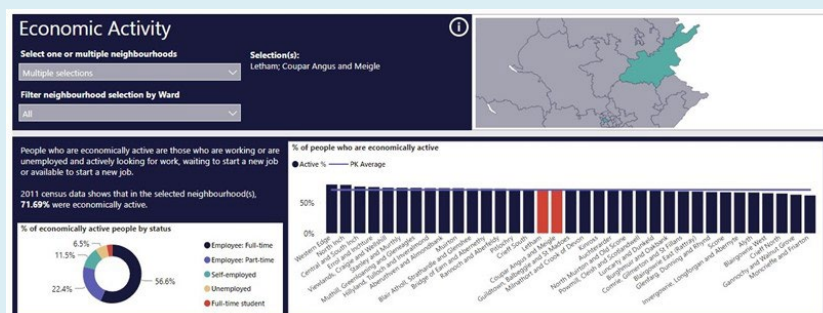 Economic Activity
Select one or multiple neighbourhoods
Multiple selections
Filter neighbourhood selection by Ward
All
Selection(s):
Letham; Coupar Angus and Meigle
People who are economically active are those who are working or are
unemployed and actively looking for work, waiting to start a new job
or available to start a new job.
2011 census data shows that in the selected neighbourhood(s),
71.69% were economically active.
% of economically active people by status
6.5%
11.5%
22.4%
56.6%
Employee: Full-time
Employee: Part-time
Self-employed
Unemployed
Full-time student
% of people who are economically active
Active %
PK Average
50%
0%
Western Edge
North Inch
Central and South Inch
Errol and Inchture
Viewlands, Craigie and Wellshill
Stanley and Murthly
Muthill, Greenloaning and Gleneagles
Hillyland, Tulloch and Inveralmond
Aberuthven and Almondbank
Muirton
Blair Atholl, Strathardle and Glenshee
Bridge of Earn and Abernethy
Rannoch and Aberfeldy
Pitlochry
Crieff South
Letham
Coupar Angus and Meigle
Guildtown, Balbeggie and St Madoes
Milnathort and Crook of Devon
Kinross
Auchterarder
North Muirton and Old Scone
Powmill, Cleish and Scotlandwell
Luncarty and Dunkeld
Burghmuir and Oakbank
Comrie, Gilmerton and St Fillans
Blairgowrie East (Rattray)
Glenfarg, Dunning and Rhynd
Scone
Invergowrie, Longforgan and Abernyte
Alyth
Blairgowrie West
Crieff North
Gannochy and Walnut Grove
Moncreiffe and Friarton